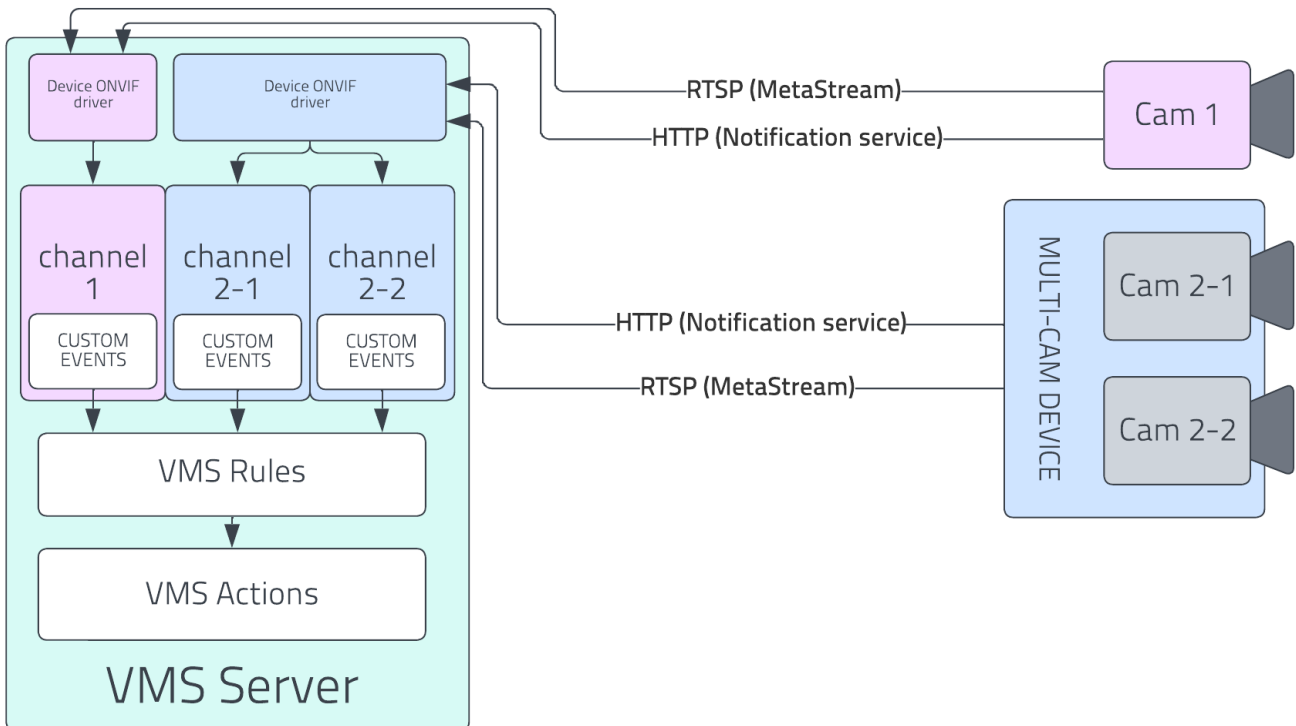 Device ONVIF
driver
Device ONVIF
driver
RTSP (MetaStream)
HTTP (Notification service)
Cam 1
channel
1
channel
2-1
channel
2-2
CUSTOM
EVENTS
CUSTOM
EVENTS
CUSTOM
EVENTS
HTTP (Notification service)
RTSP (MetaStream)
MULTI-CAM DEVICE
Cam 2-1
Cam 2-2
VMS Rules
VMS Actions
VMS Server